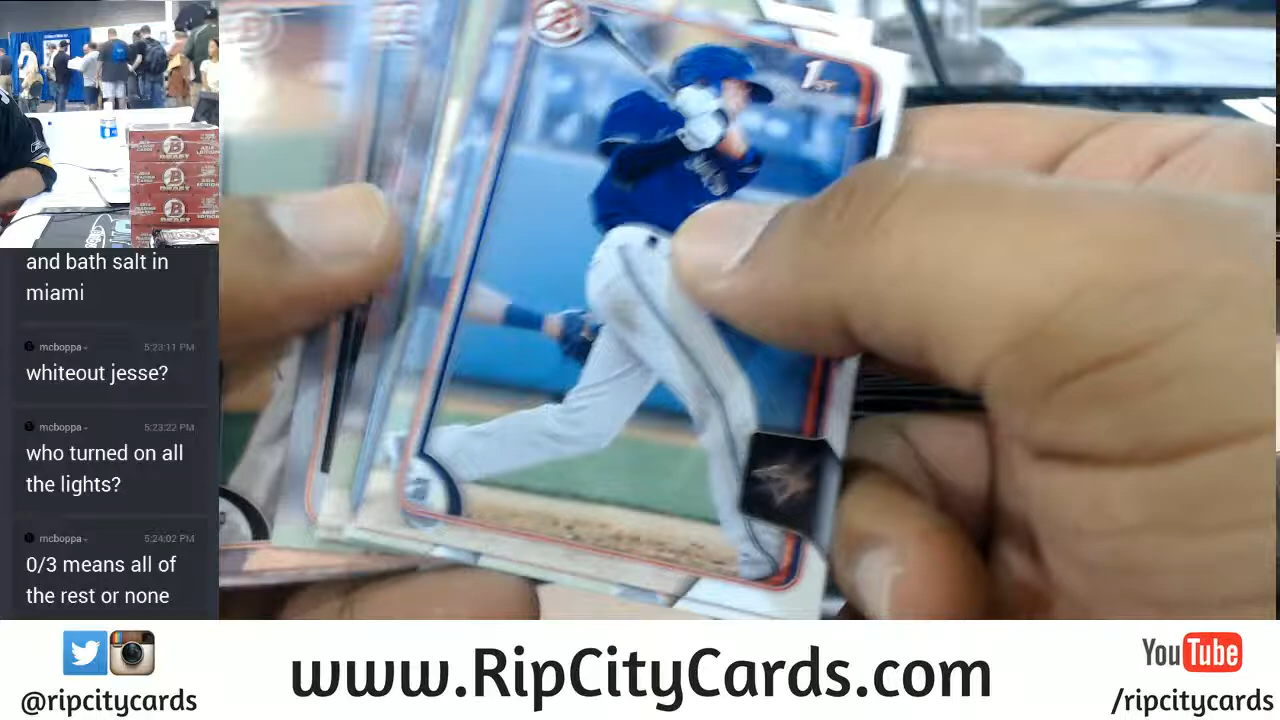 and bath salt in
miami
mcboppa
5:23:11 PM
whiteout jesse?
mcboppa
5:23:22 PM
who turned on all
the lights?
mcboppa
5:24:02 PM
0/3 means all of
the rest or none
1ST
B
DRAFT
B
B
@ripcitycards
www.RipCityCards.com
YouTube
/ripcitycards